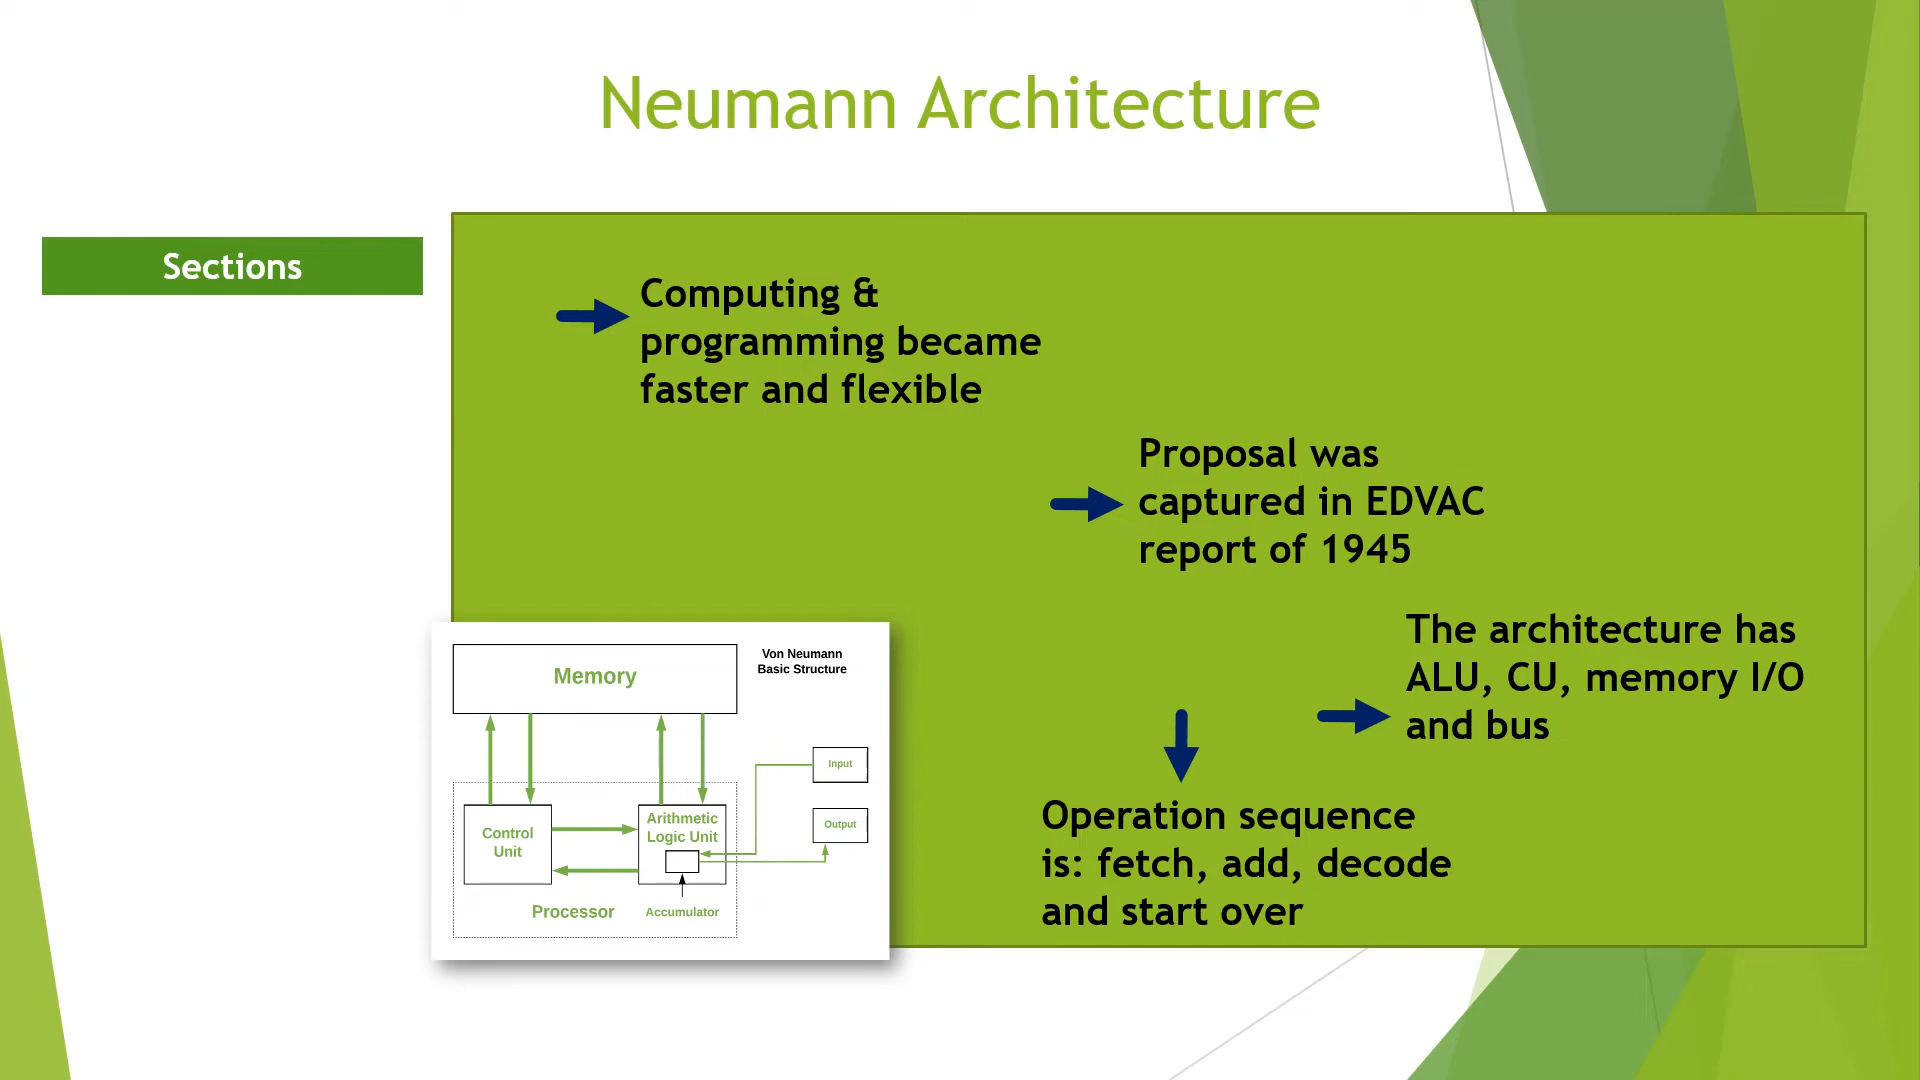 Neumann Architecture
Sections
Computing &
programming became
faster and flexible
Proposal was
captured in EDVAC
report of 1945
The architecture has
ALU, CU, memory I/O
and bus
Operation sequence
is: fetch, add, decode
and start over
Von Neumann
Basic Structure
Memory
Input
Output
Control
Unit
Arithmetic
Logic Unit
Processor
Accumulator